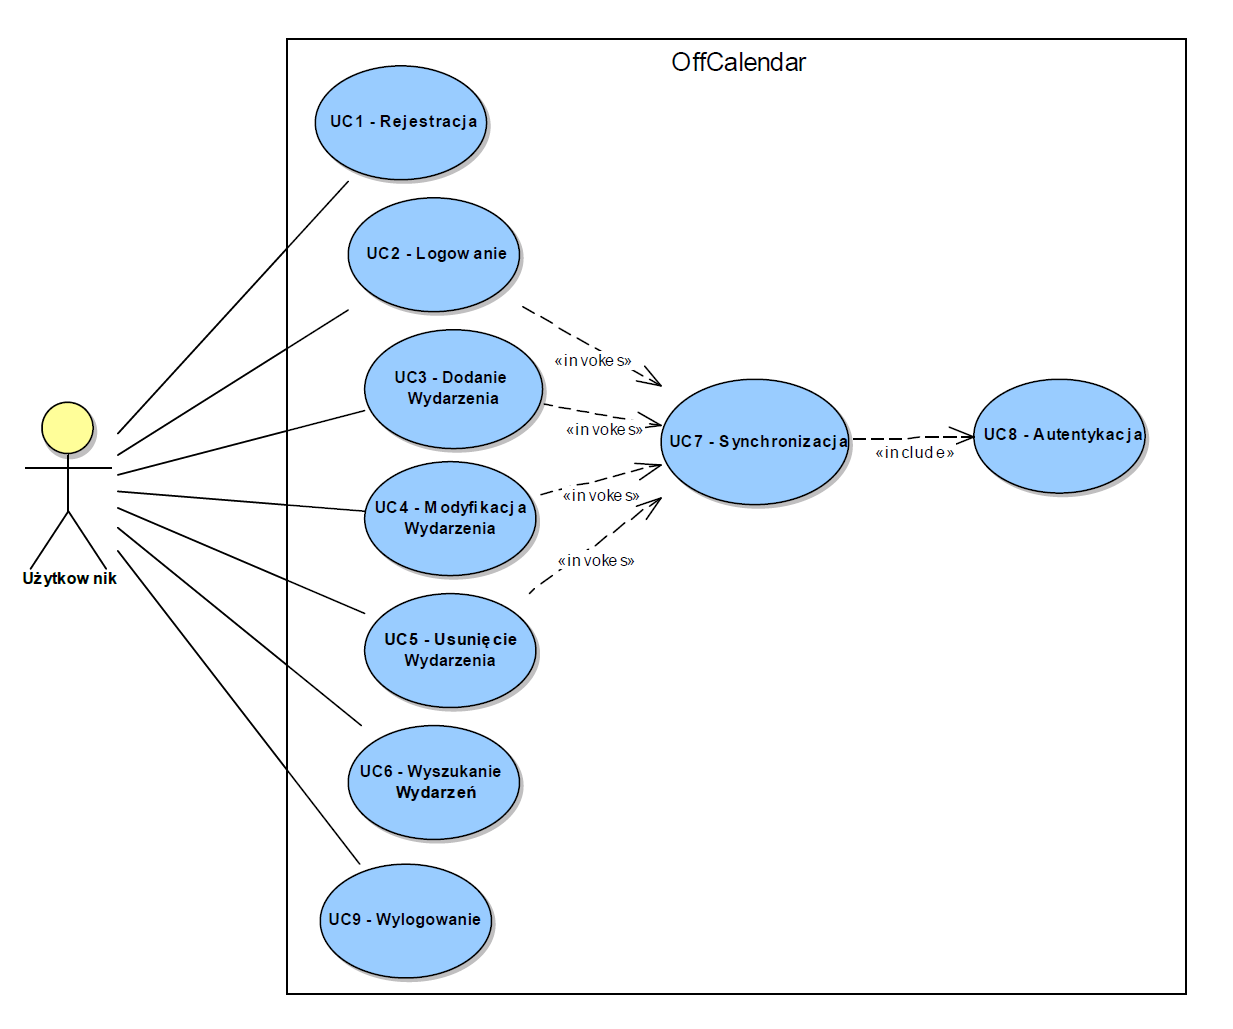 OffCalendar
UC1 - Rejestracja
UC2 - Logowanie
«invokes»
UC3 - Dodanie
Wydarzenia
«invokes»
UC7 - Synchronizacja
UC8 - Autentykacja
«include»
UC4 - Modyfikacja
Wydarzenia
«invokes»
«invokes»
Użytkownik
UC5 - Usunięcie
Wydarzenia
UC6 - Wyszukanie
Wydarzeń
UC9 - Wylogowanie